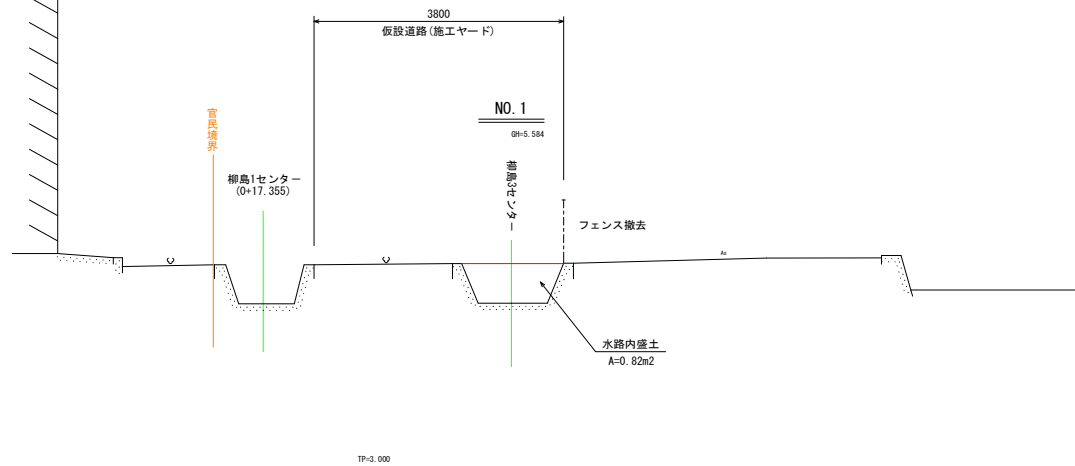 3800
仮設道路(施工ヤード)
NO.1
GH=5.584
官民境界
柳島1センター
(0+17.355)
柳島3センター
フェンス撤去
As
水路内盛土
A=0.82m2
TP=3.000